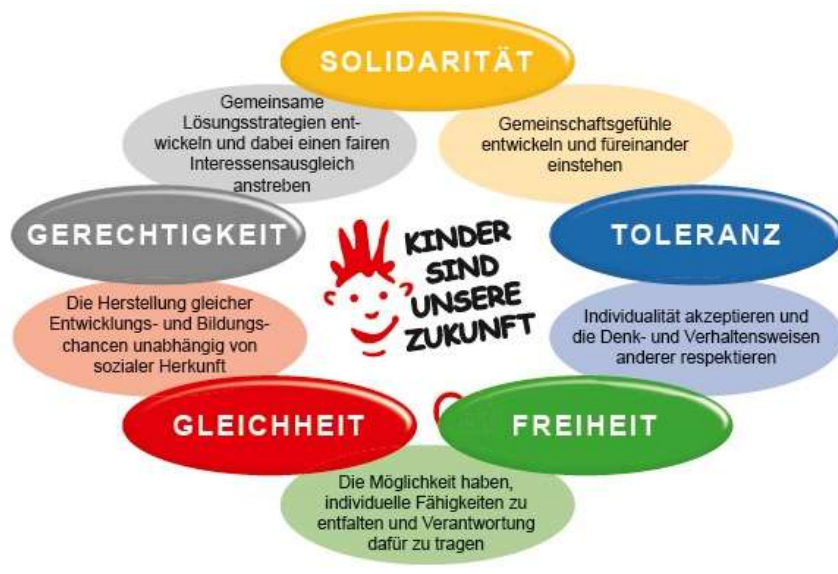 SOLIDARITÄT
Gemeinsame
Lösungsstrategien ent-
wickeln und dabei einen fairen
Interessensausgleich
anstreben
Gemeinschaftsgefühle
entwickeln und füreinander
einstehen
GERECHTIGKEIT
KINDER
SIND
UNSERE
ZUKUNFT
TOLERANZ
Die Herstellung gleicher
Entwicklungs- und Bildungs-
chancen unabhängig von
sozialer Herkunft
Individualität akzeptieren und
die Denk- und Verhaltensweisen
anderer respektieren
GLEICHHEIT
FREIHEIT
Die Möglichkeit haben,
individuelle Fähigkeiten zu
entfalten und Verantwortung
dafür zu tragen